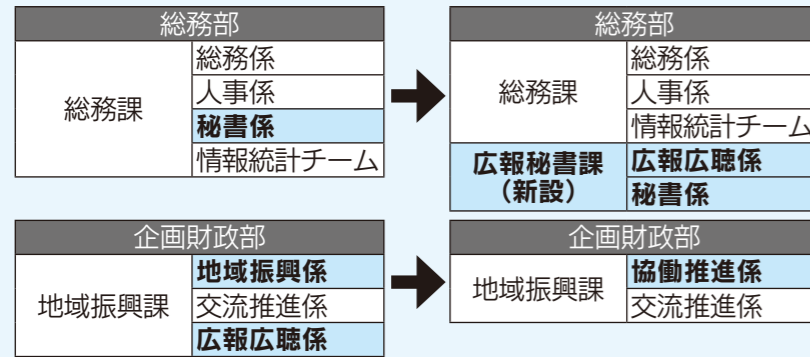 総務部
総務課
総務係
人事係
秘書係
情報統計チーム
総務部
総務課
総務係
人事係
情報統計チーム
広報秘書課
（新設）
広報広聴係
秘書係
企画財政部
地域振興課
地域振興係
交流推進係
広報広聴係
企画財政部
地域振興課
協働推進係
交流推進係